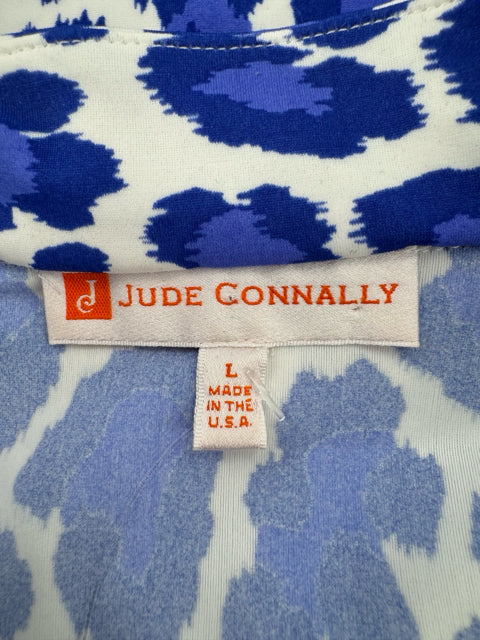 JC JUDE CONNALLY
L
MADE
IN THE
U.S.A.